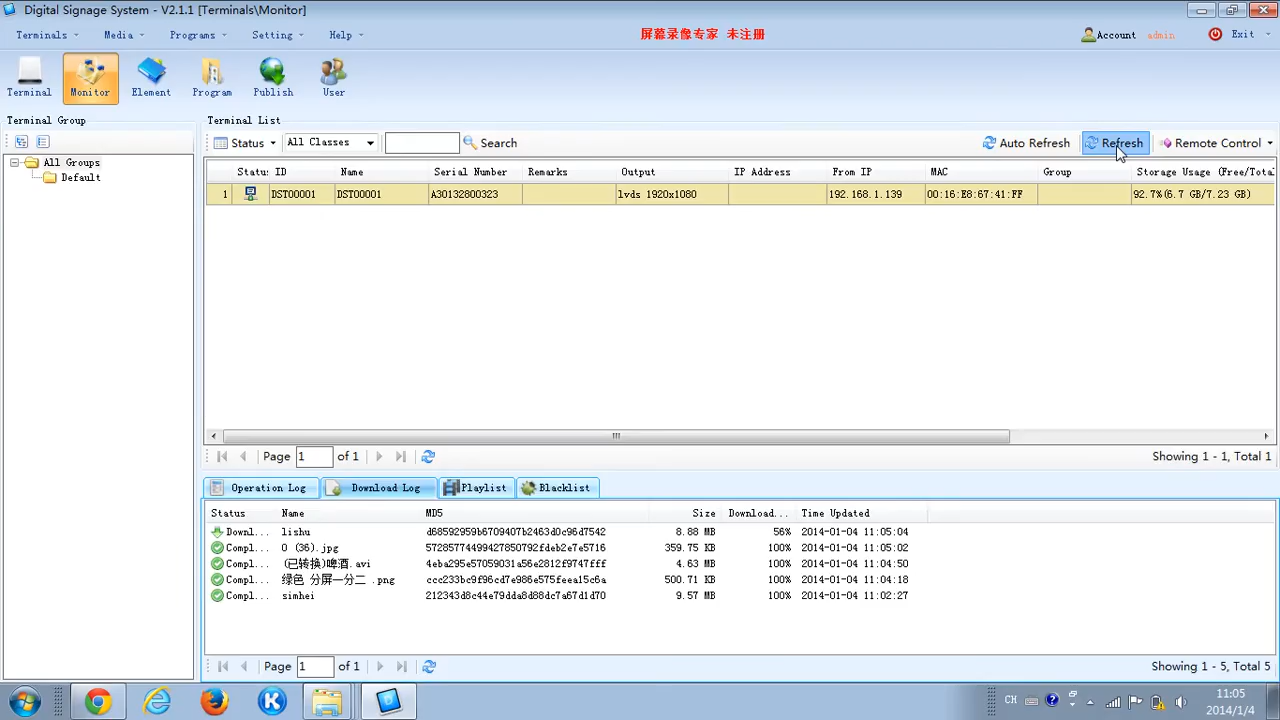 Digital Signage System - V2.1.1 [Terminals\Monitor]
Terminals Media Programs Setting Help 屏幕录像专家 未注册 Account admin Exit
Terminal Monitor Element Program Publish User
Terminal Group
Terminal List
Status All Classes Search Auto Refresh Refresh Remote Control
All Groups
Default
Status ID Name Serial Number Remarks Output IP Address From IP MAC Group Storage Usage (Free/Total
1 DST00001 DST00001 A30132800323 lvds 1920x1080 192.168.1.139 00:16:E8:67:41:FF 92.7%(6.7 GB/7.23 GB)
Page 1 of 1 Showing 1 - 1, Total 1
Operation Log Download Log Playlist Blacklist
Status Name MD5 Size Download... Time Updated
Downl... lishu d68592959b6709407b2463d0c96d7542 8.88 MB 56% 2014-01-04 11:05:04
Compl... 0 (36).jpg 57285774499427850792fdeb2e7e5716 359.75 KB 100% 2014-01-04 11:05:02
Compl... (已转换)啤酒.avi 4eba295e57059031a56e2812f9747fff 4.63 MB 100% 2014-01-04 11:04:50
Compl... 绿色 分屏一分二 .png ccc233bc9f96cd7e986e575feea15c6a 500.71 KB 100% 2014-01-04 11:04:18
Compl... simhei 212343d8c44e79dda8d88dc7a67d1d70 9.57 MB 100% 2014-01-04 11:02:27
Page 1 of 1 Showing 1 - 5, Total 5
CH 11:05
2014/1/4